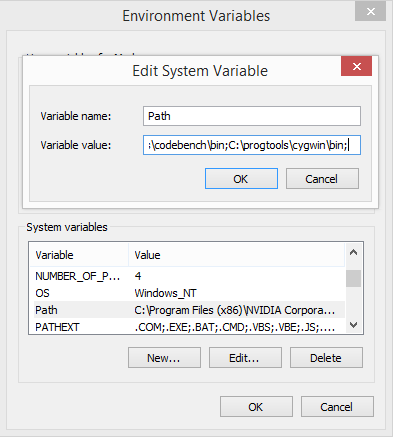 Environment Variables
Edit System Variable
Variable name: Path
Variable value: :\codebench\bin;C:\progtools\cygwin\bin;
OK Cancel
System variables
Variable Value
NUMBER_OF_P... 4
OS Windows_NT
Path C:\Program Files (x86)\NVIDIA Corpora...
PATHEXT .COM;.EXE;.BAT;.CMD;.VBS;.VBE;.JS;....
New... Edit... Delete
OK Cancel